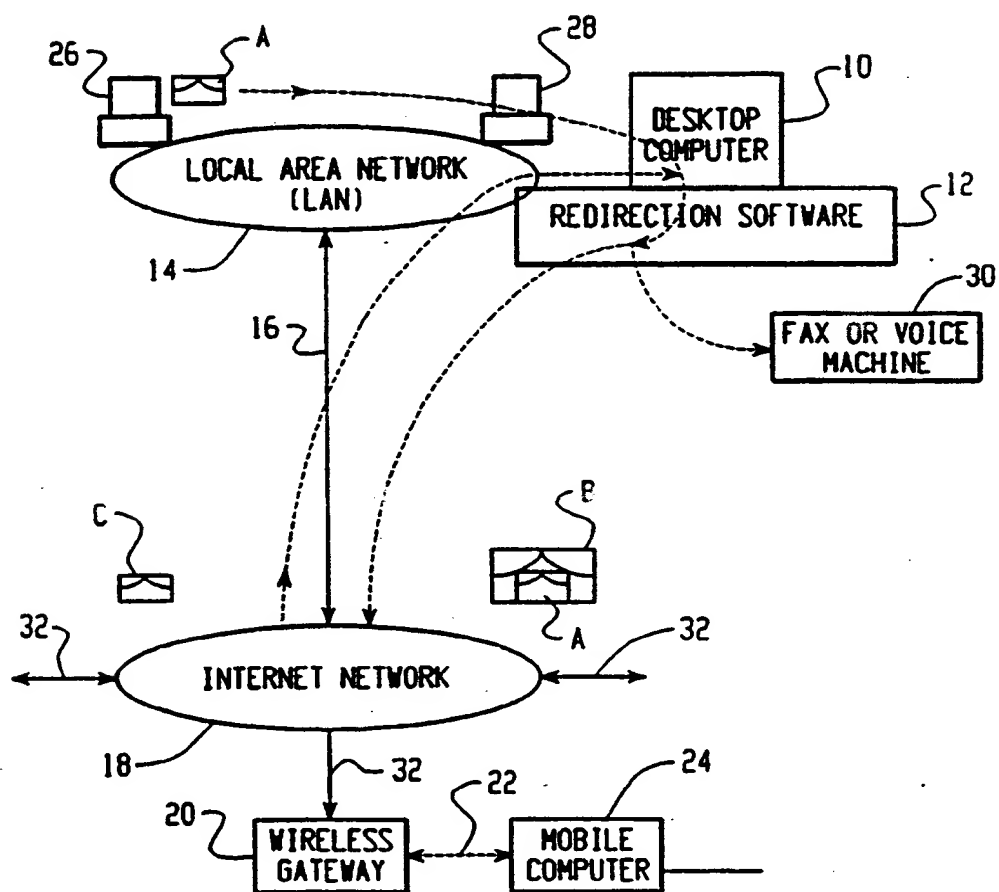 26
A
28
10
DESKTOP
COMPUTER
LOCAL AREA NETWORK
(LAN)
REDIRECTION SOFTWARE
12
14
30
16
FAX OR VOICE
MACHINE
C
B
A
32
32
INTERNET NETWORK
18
32
24
20
22
WIRELESS
GATEWAY
MOBILE
COMPUTER